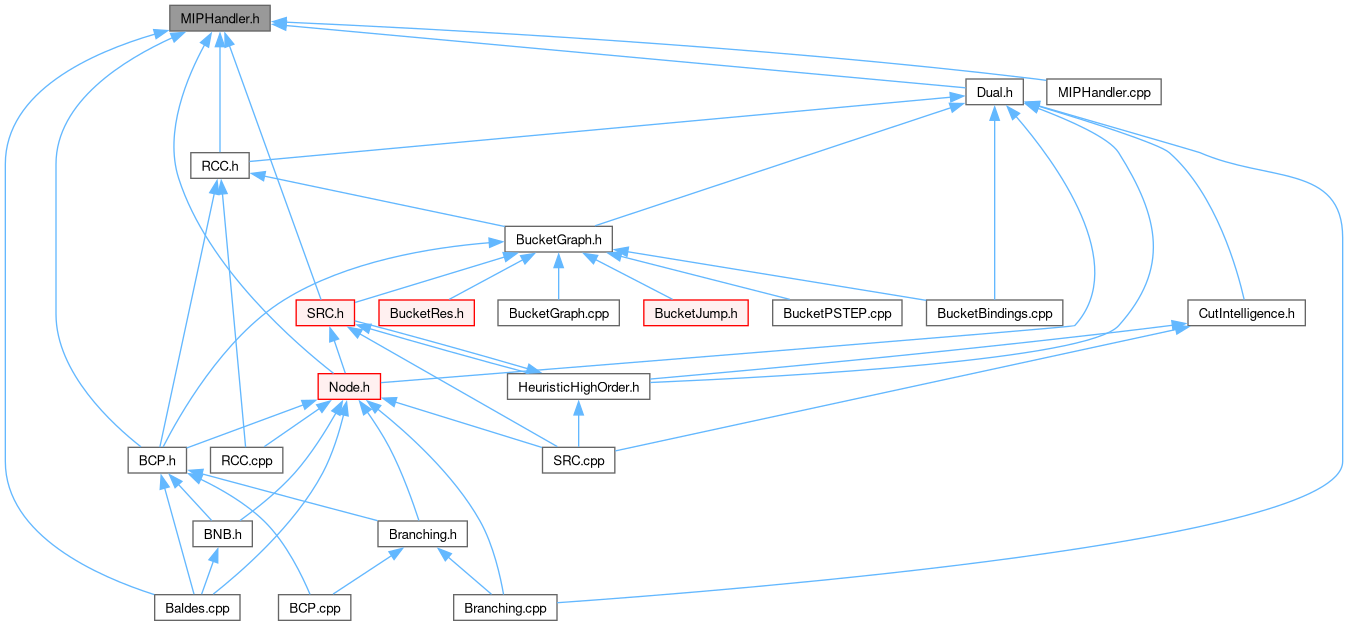 MIPHandler.h
Dual.h
MIPHandler.cpp
RCC.h
BucketGraph.h
SRC.h
BucketRes.h
BucketGraph.cpp
BucketJump.h
BucketPSTEP.cpp
BucketBindings.cpp
CutIntelligence.h
Node.h
HeuristicHighOrder.h
BCP.h
RCC.cpp
SRC.cpp
BNB.h
Branching.h
Baldes.cpp
BCP.cpp
Branching.cpp